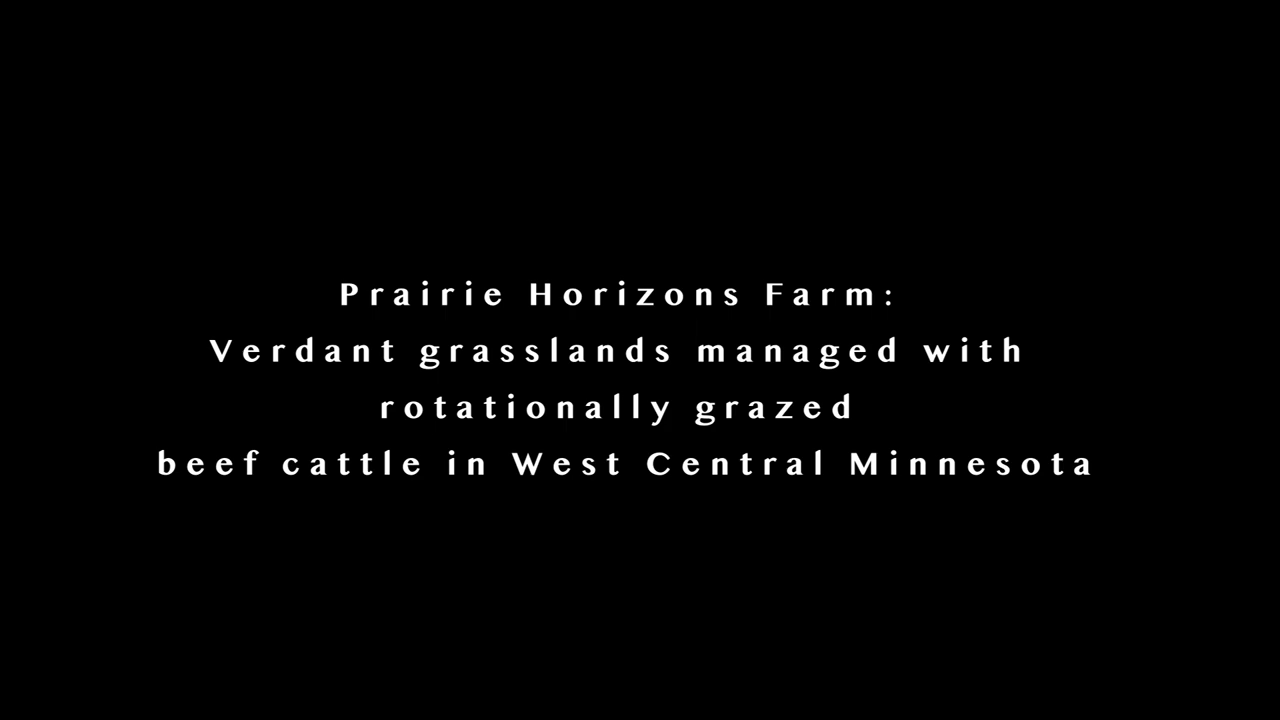 Prairie Horizons Farm:
Verdant grasslands managed with
rotationally grazed
beef cattle in West Central Minnesota